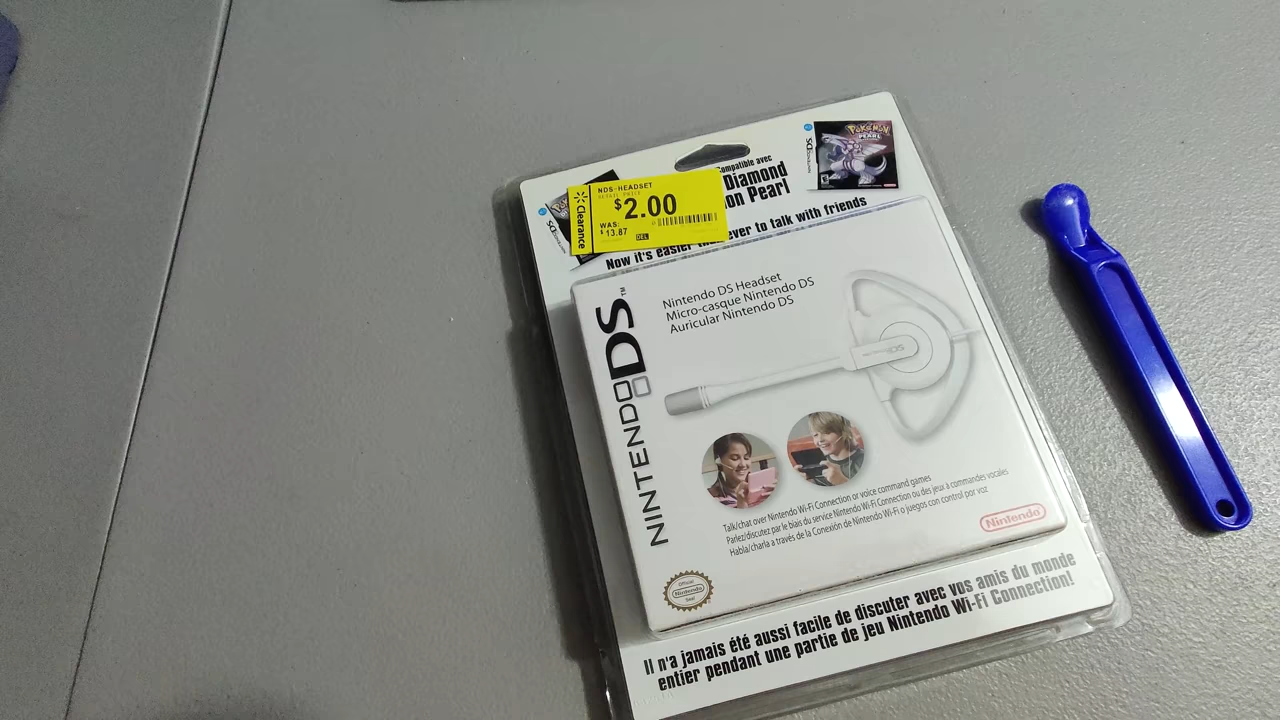 Compatible avec
Diamond
on Pearl
POKéMON
PEARL
NINTENDO DS
NDS-HEADSET
RETAIL PRICE
$2.00
WAS
$13.87
DEL
Clearance
Now it's easier than ever to talk with friends
Nintendo DS Headset
Micro-casque Nintendo DS
Auricular Nintendo DS
NINTENDO DS™
Talk/chat over Nintendo Wi-Fi Connection or voice command games
Parlez/discutez par le biais du service Nintendo Wi-Fi Connection ou des jeux à commandes vocales
Habla/charla a través de la Conexión de Nintendo Wi-Fi o juegos con control por voz
Nintendo
Official
Nintendo
Seal
Il n'a jamais été aussi facile de discuter avec vos amis du monde
entier pendant une partie de jeu Nintendo Wi-Fi Connection!